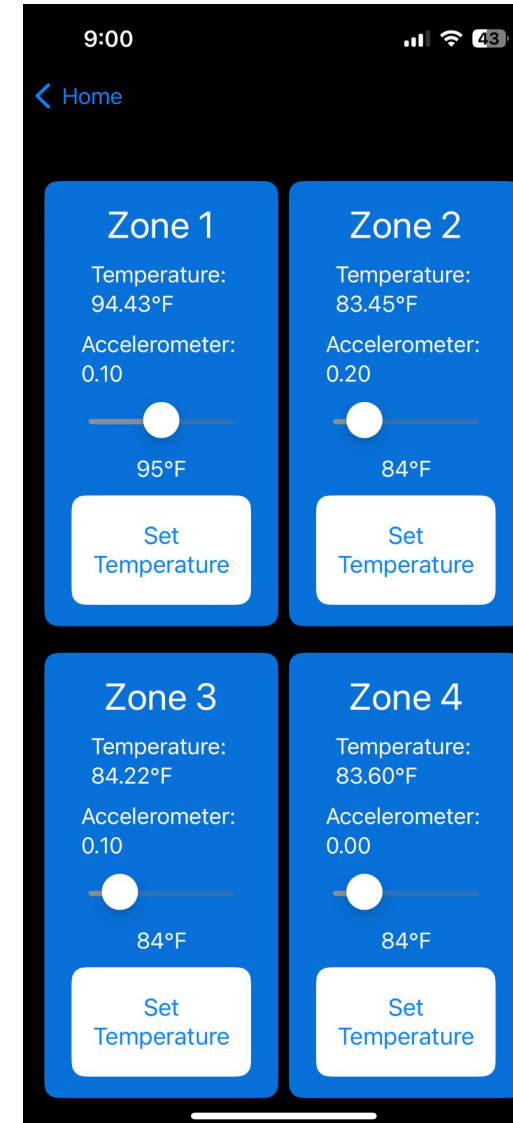 9:00
43
Home
Zone 1
Temperature:
94.43°F
Accelerometer:
0.10
95°F
Set
Temperature
Zone 2
Temperature:
83.45°F
Accelerometer:
0.20
84°F
Set
Temperature
Zone 3
Temperature:
84.22°F
Accelerometer:
0.10
84°F
Set
Temperature
Zone 4
Temperature:
83.60°F
Accelerometer:
0.00
84°F
Set
Temperature